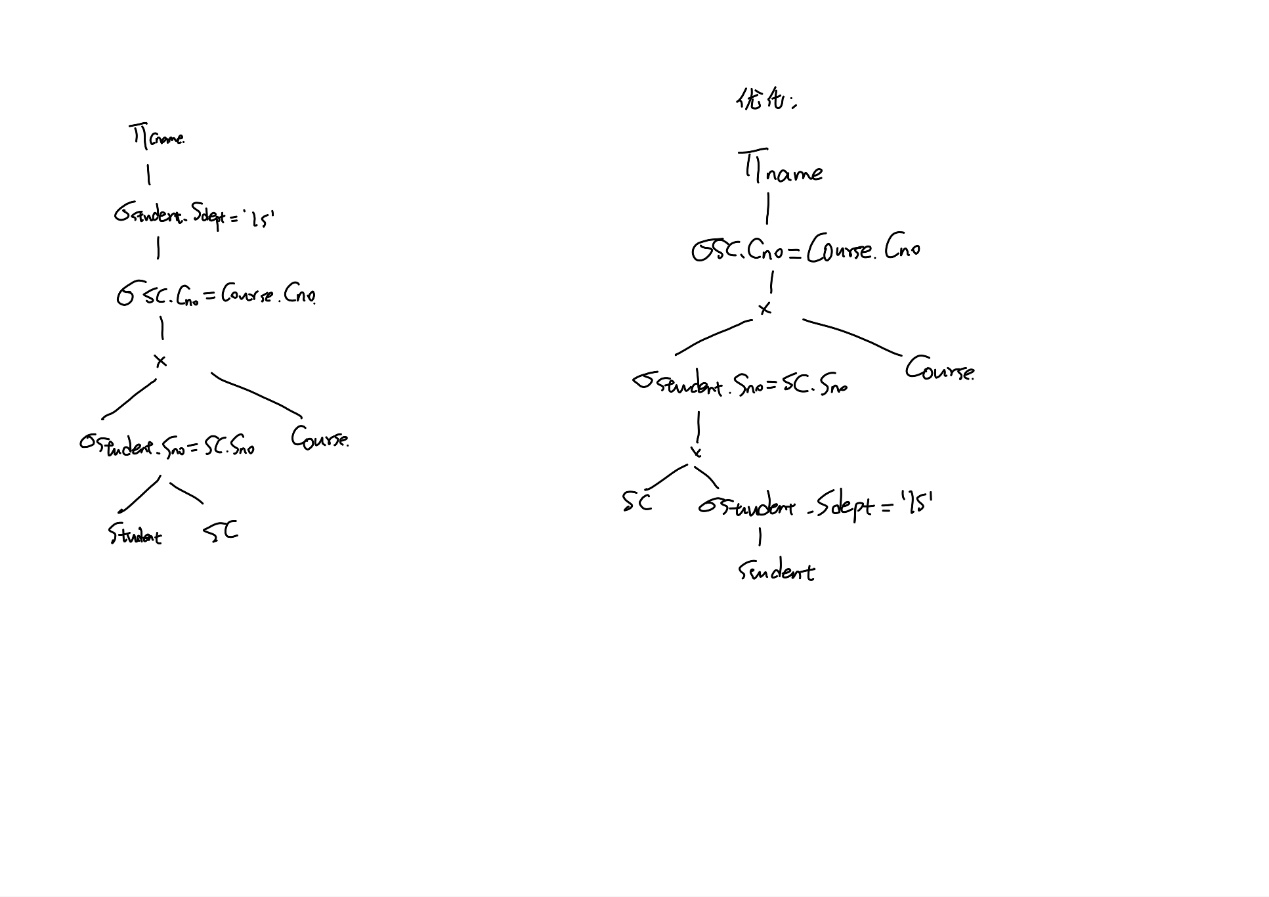 Πcname
σStudent.Sdept='IS'
σSC.Cno=Course.Cno
×
σStudent.Sno=SC.Sno
Course
Student
SC
优化:
Πname
σSC.Cno=Course.Cno
×
σStudent.Sno=SC.Sno
Course
×
SC
σStudent.Sdept='IS'
Student